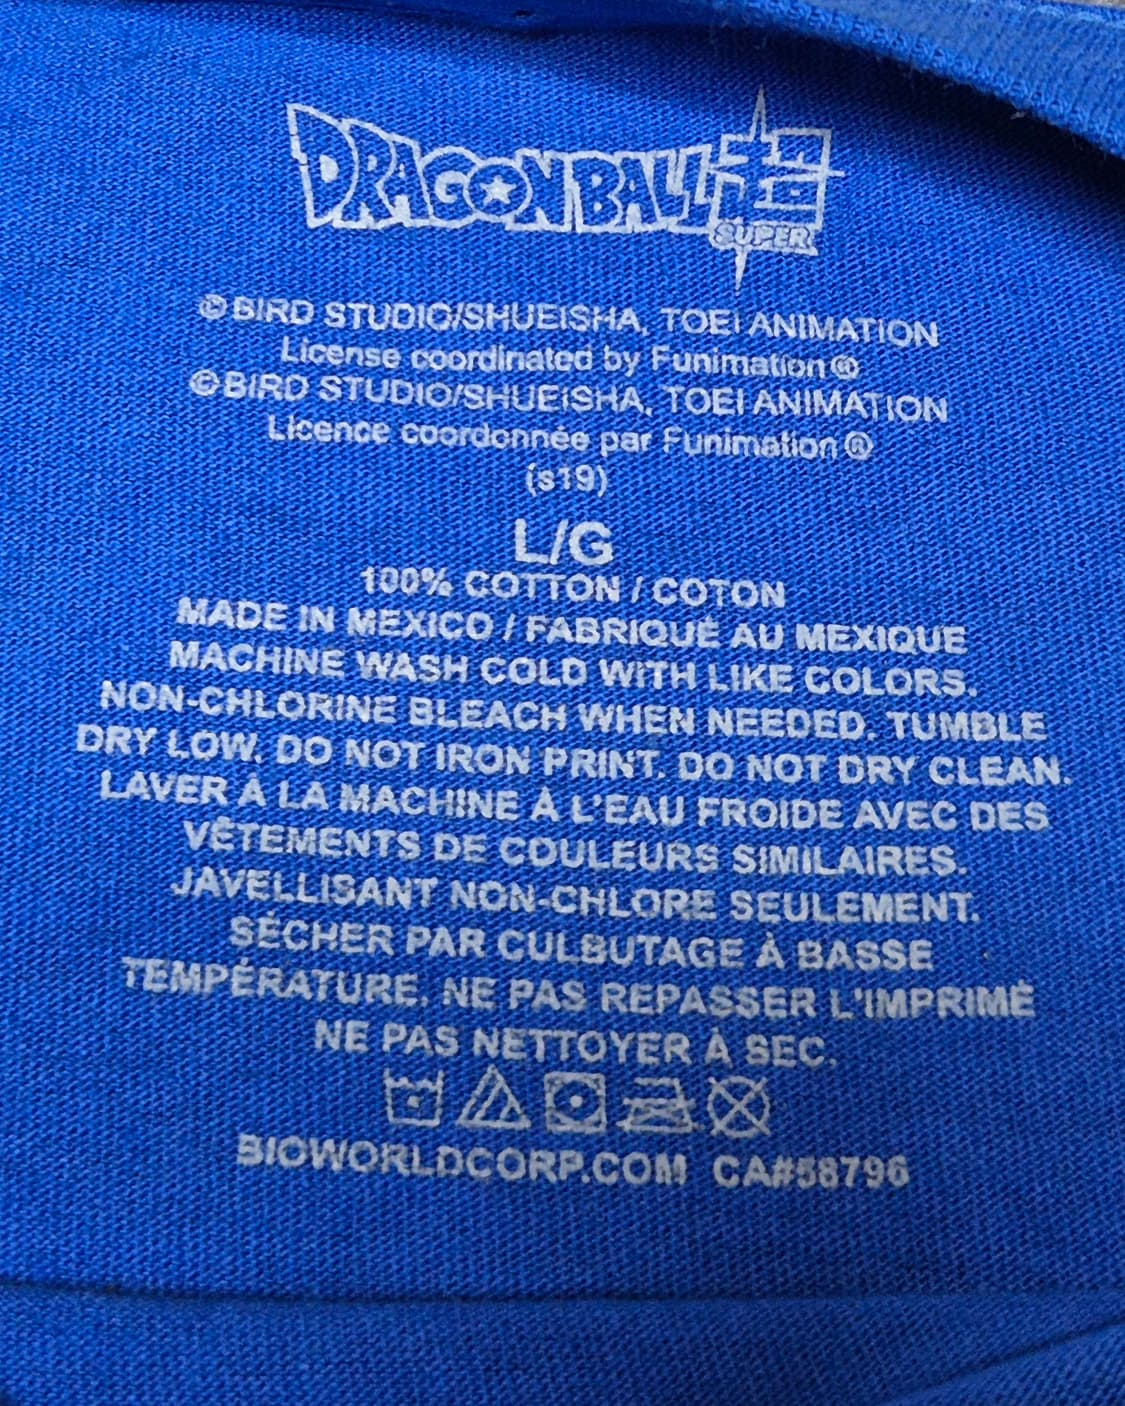 DRAGON BALL 超
SUPER
© BIRD STUDIO/SHUEISHA, TOEI ANIMATION
License coordinated by Funimation ®
© BIRD STUDIO/SHUEISHA, TOEI ANIMATION
Licence coordonnée par Funimation ®
(s19)
L/G
100% COTTON / COTON
MADE IN MEXICO / FABRIQUÉ AU MEXIQUE
MACHINE WASH COLD WITH LIKE COLORS.
NON-CHLORINE BLEACH WHEN NEEDED. TUMBLE
DRY LOW. DO NOT IRON PRINT. DO NOT DRY CLEAN.
LAVER À LA MACHINE À L'EAU FROIDE AVEC DES
VÊTEMENTS DE COULEURS SIMILAIRES.
JAVELLISANT NON-CHLORE SEULEMENT.
SÉCHER PAR CULBUTAGE À BASSE
TEMPÉRATURE. NE PAS REPASSER L'IMPRIMÉ
NE PAS NETTOYER À SEC.
BIOWORLDCORP.COM CA#58796